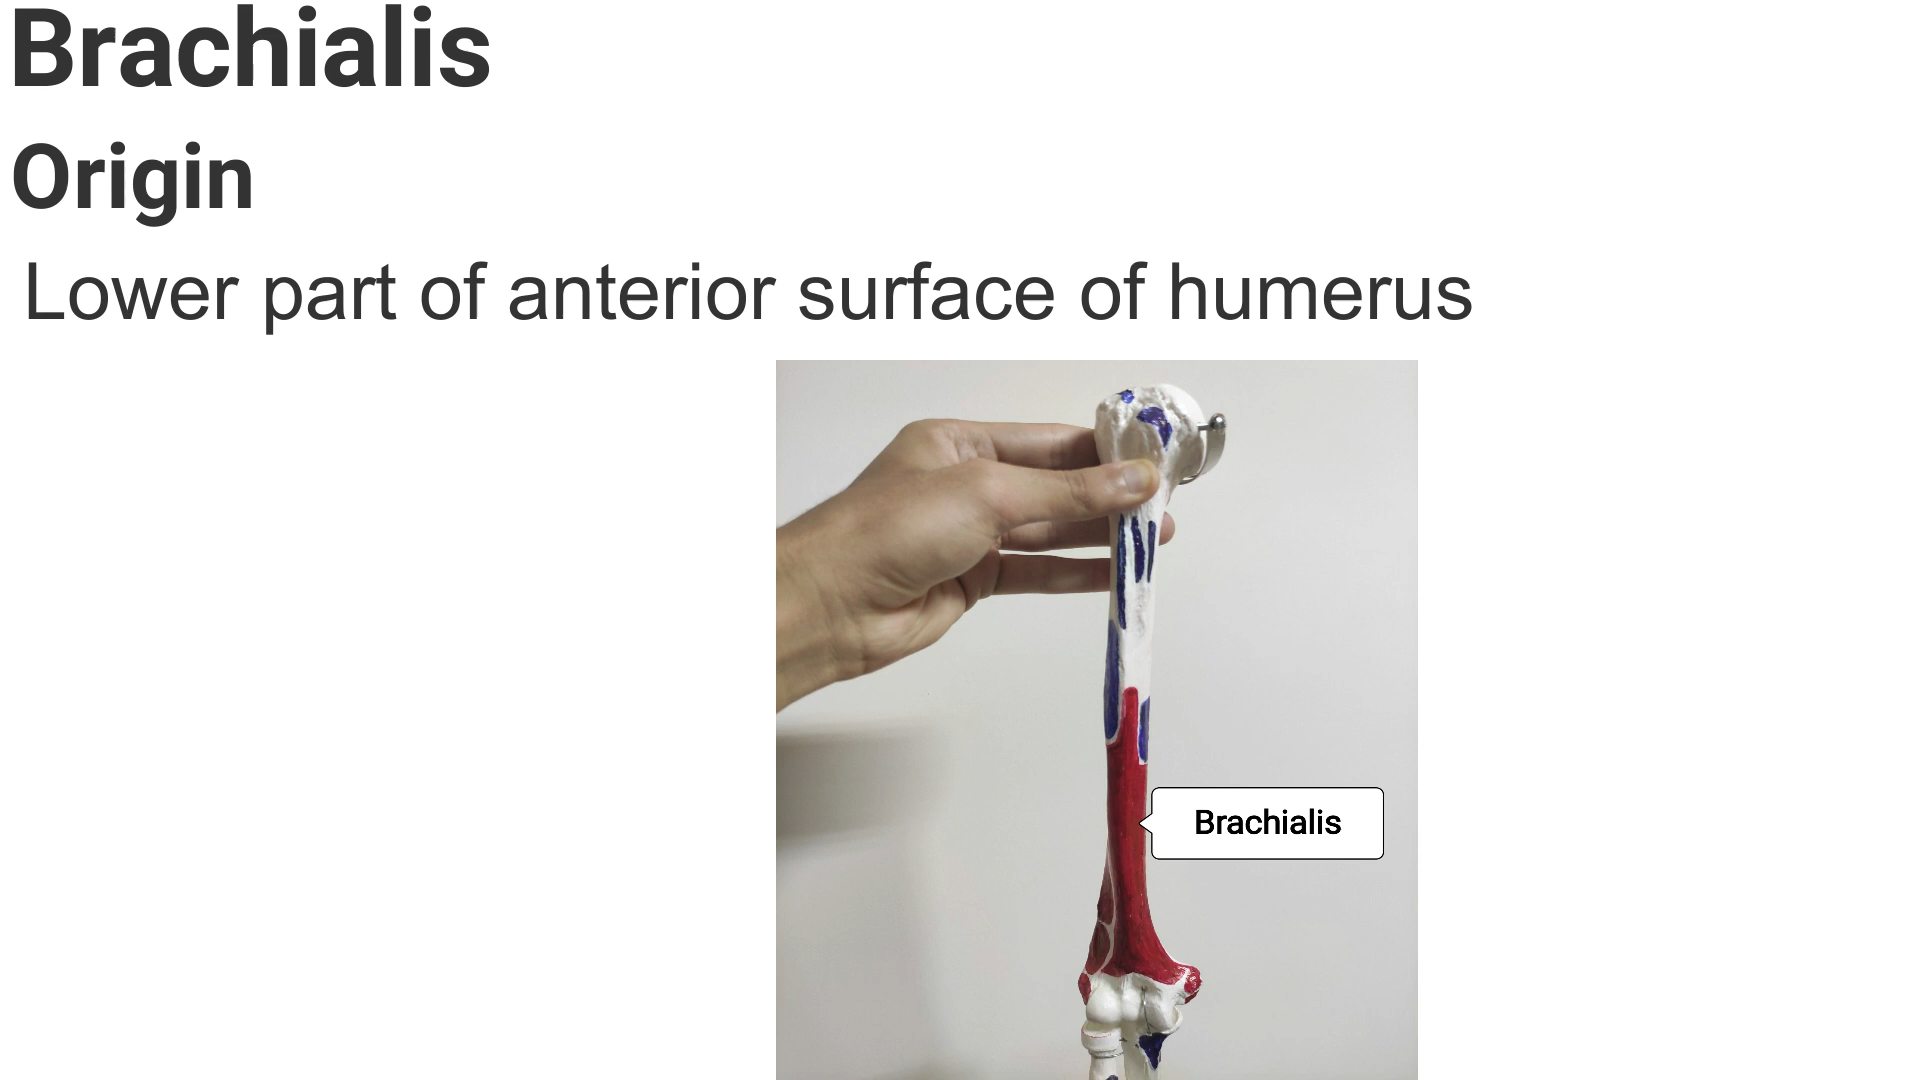 Brachialis
Origin
Lower part of anterior surface of humerus
Brachialis